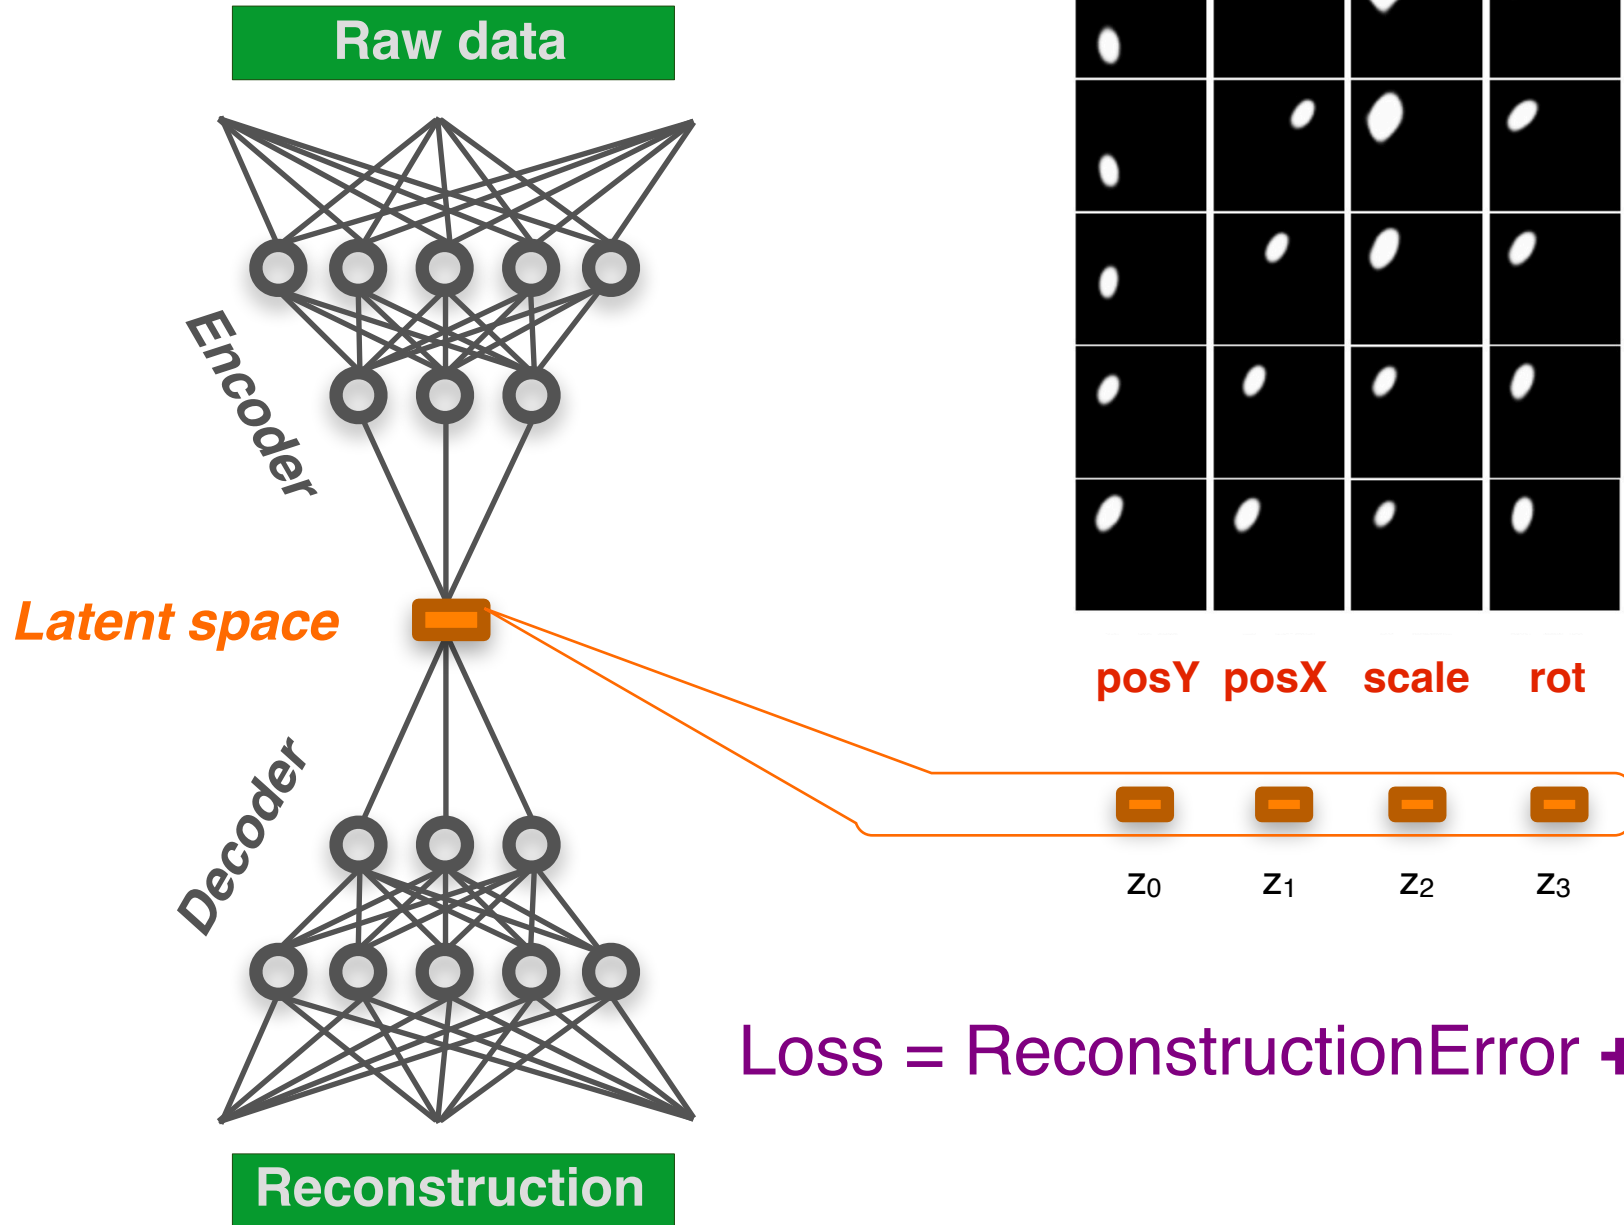 Raw data
Encoder
Latent space
posY posX scale rot
Decoder
z0 z1 z2 z3
Loss = ReconstructionError +
Reconstruction